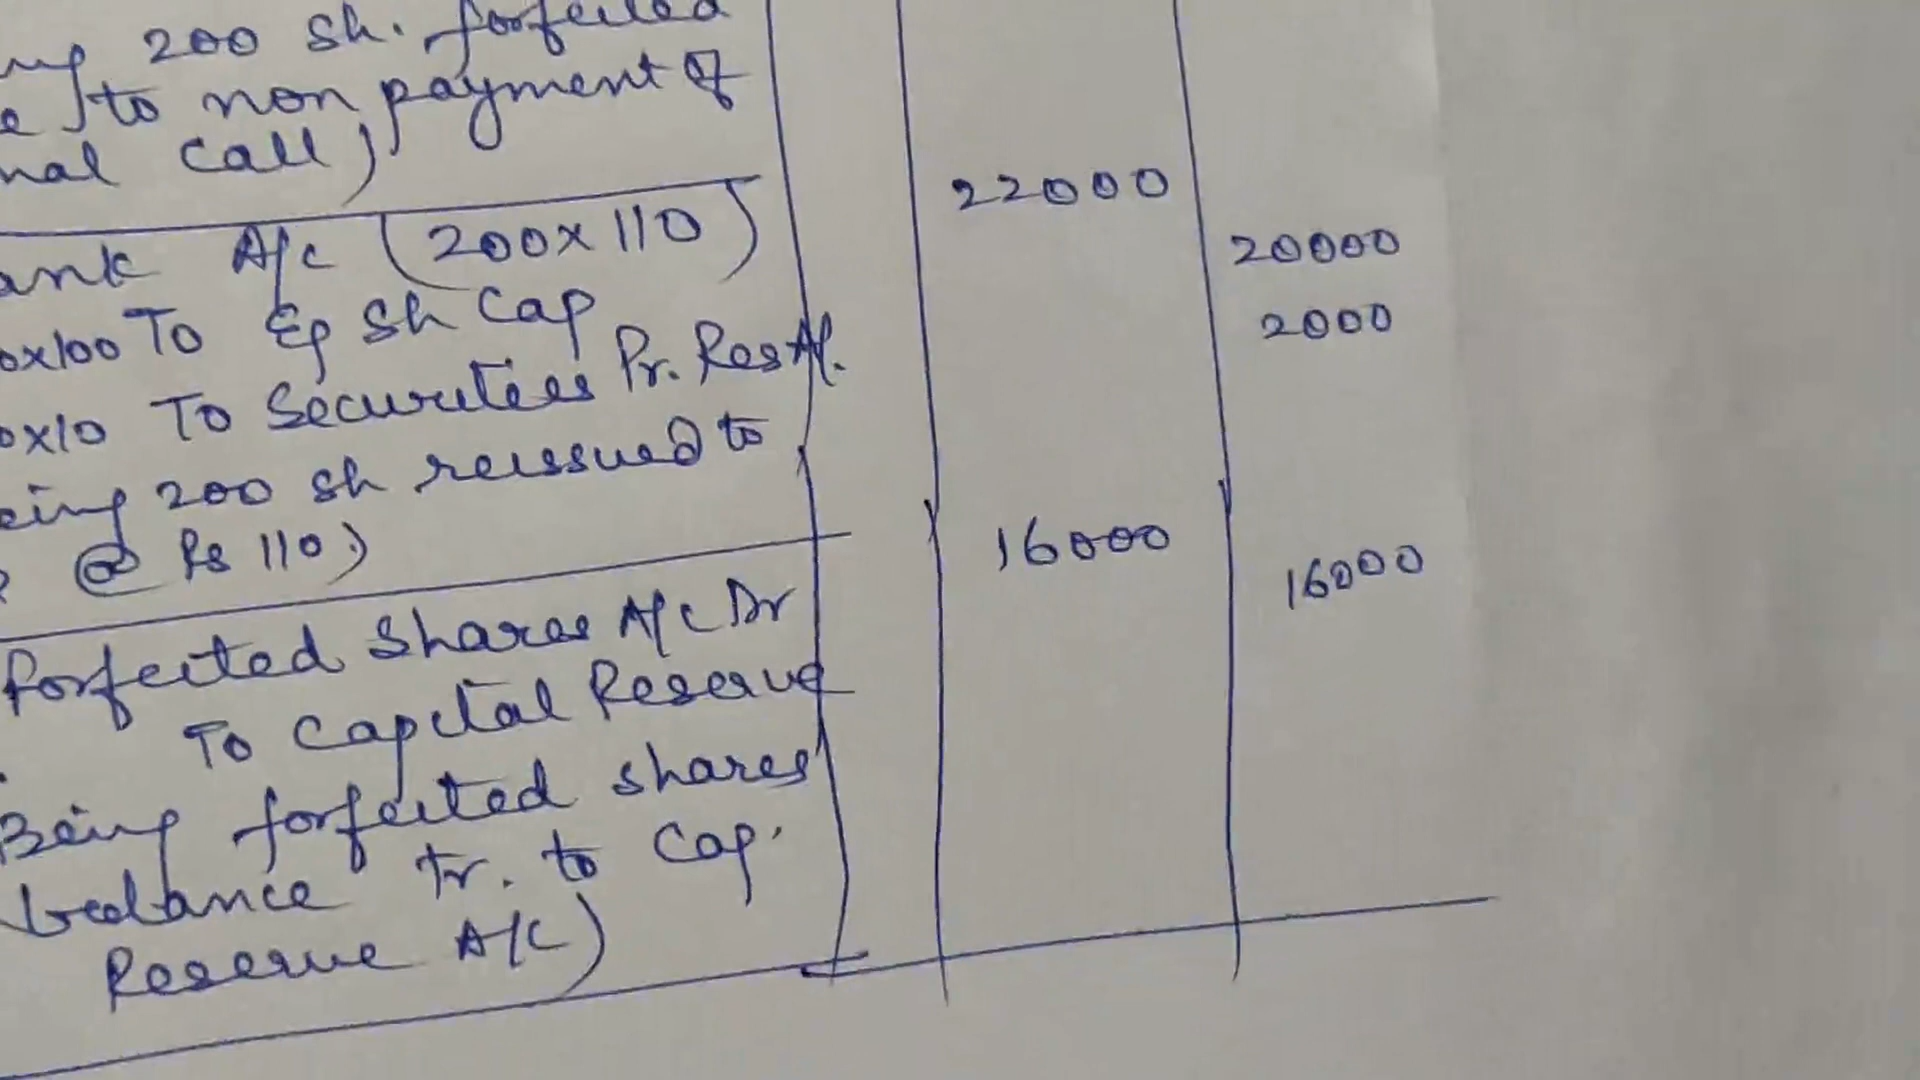 200 sh. forfeited
to non payment of
call)
22000
A/c (200x110)
20000
x100 To Eq Sh Cap
2000
x10 To Securities Pr. Res A/c.
200 sh reissued to
@ Rs 110)
16000
16000
Forfeited Shares A/c Dr
To Capital Reserve
Being forfeited shares
balance tr. to Cap.
Reserve A/C)